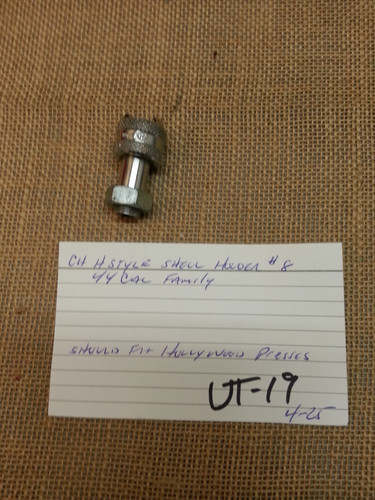 CH H STYLE SHELL HOLDER #8
44 CAL FAMILY
SHOULD FIT HOLLYWOOD PRESSES
UT-19
4-25